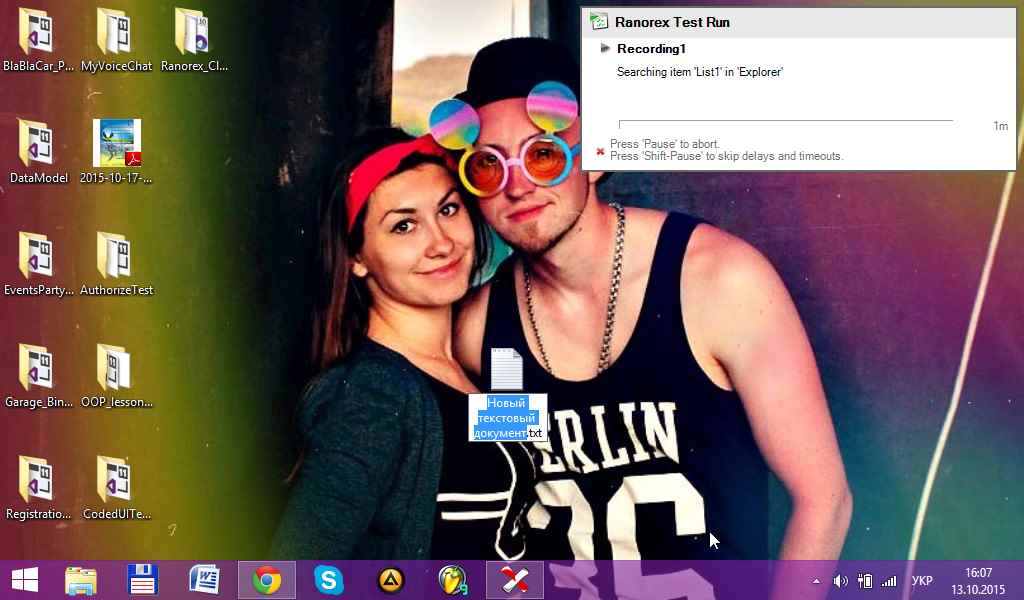 BlaBlaCar_P...
MyVoiceChat
Ranorex_Cl...
DataModel
2015-10-17-...
EventsParty...
AuthorizeTest
Garage_Bin...
OOP_lesson...
Registratio...
CodedUITe...
Ranorex Test Run
Recording1
Searching item 'List1' in 'Explorer'
1m
Press 'Pause' to abort.
Press 'Shift-Pause' to skip delays and timeouts.
Новый
текстовый
документ.txt
ERLIN
УКР
16:07
13.10.2015